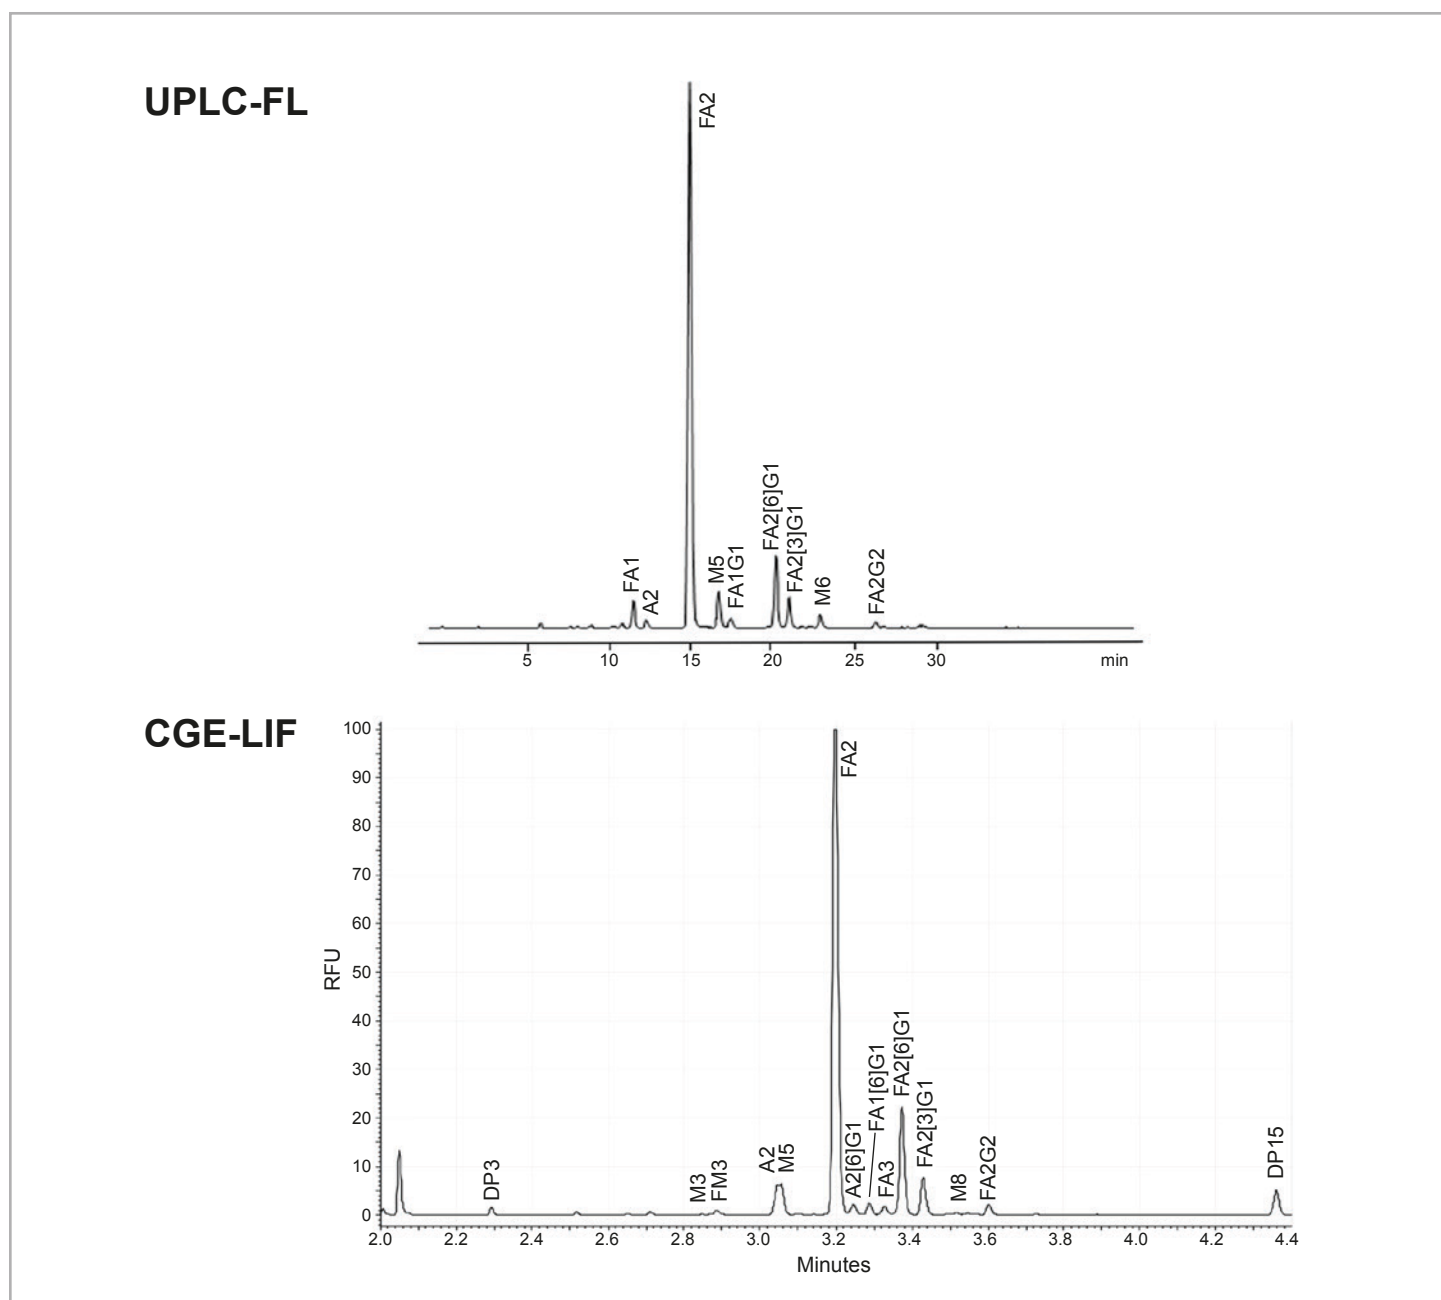 UPLC-FL
FA2
FA1
A2
M5
FA1G1
FA2[6]G1
FA2[3]G1
M6
FA2G2
5 10 15 20 25 30 min
CGE-LIF
100
90
80
70
60
50
40
30
20
10
0
RFU
DP3
M3
FM3
A2
M5
FA2
A2[6]G1
FA1[6]G1
FA3
FA2[6]G1
FA2[3]G1
M8
FA2G2
DP15
2.0 2.2 2.4 2.6 2.8 3.0 3.2 3.4 3.6 3.8 4.0 4.2 4.4
Minutes